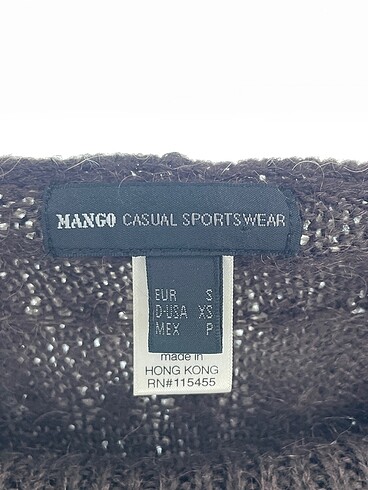 MANGO CASUAL SPORTSWEAR
EUR S
D-USA XS
MEX P
made in
HONG KONG
RN#115455